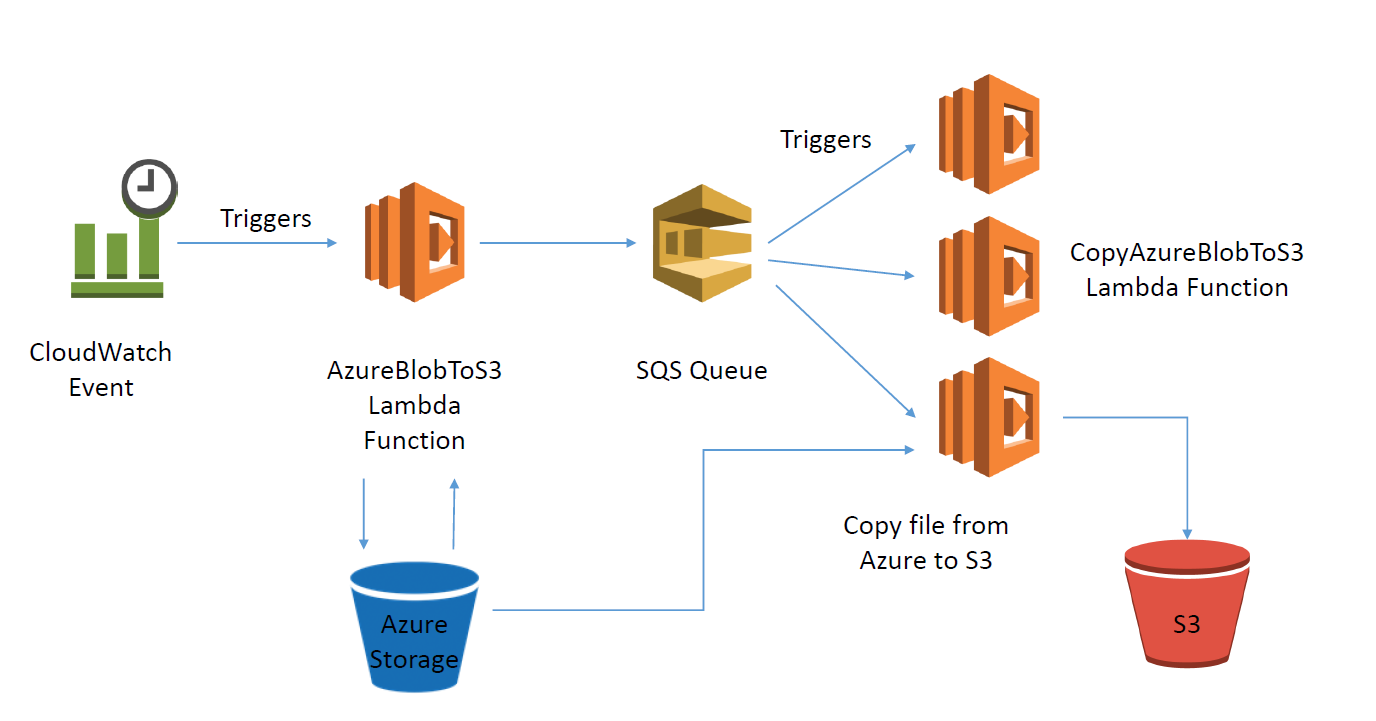 Triggers
Triggers
CloudWatch
Event
AzureBlobToS3
Lambda
Function
SQS Queue
CopyAzureBlobToS3
Lambda Function
Copy file from
Azure to S3
Azure
Storage
S3